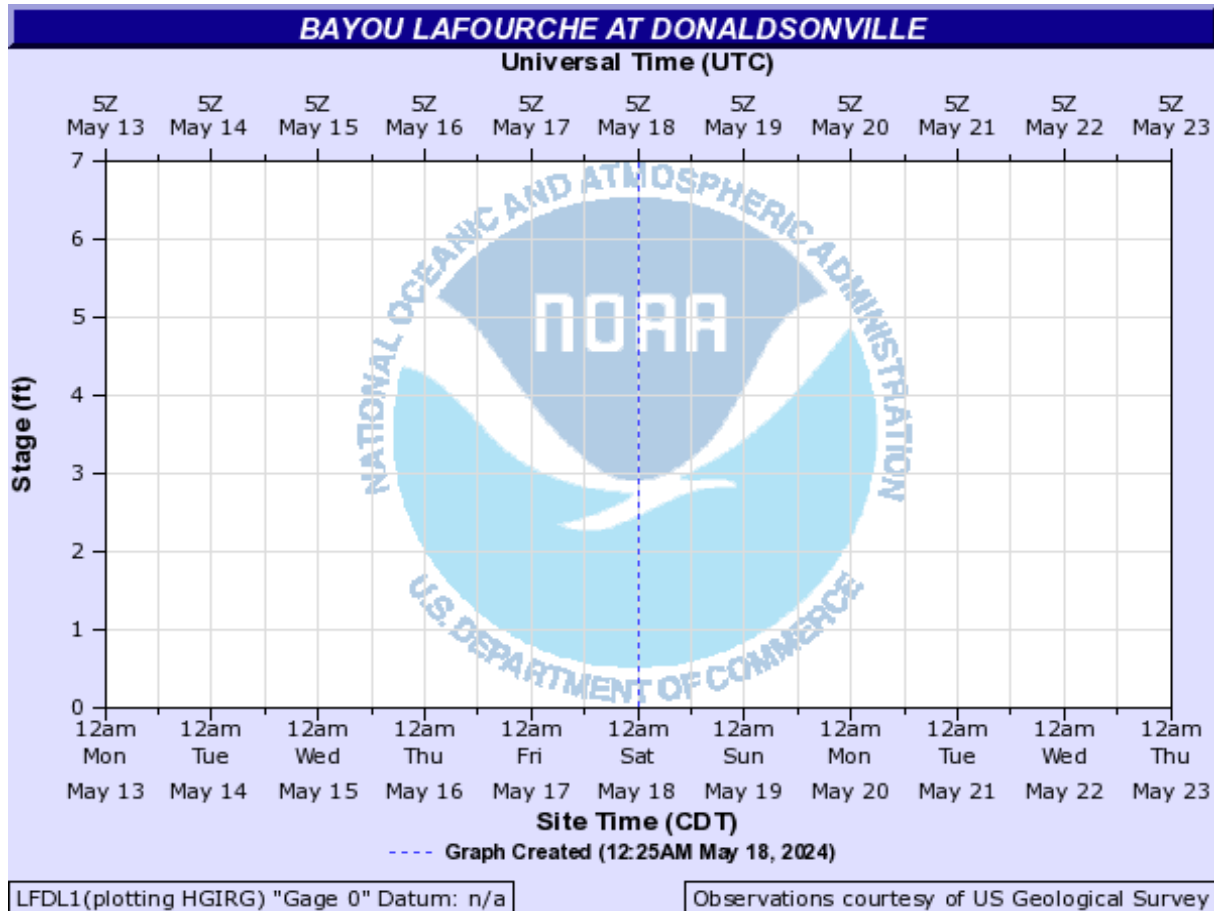 BAYOU LAFOURCHE AT DONALDSONVILLE
Universal Time (UTC)
5Z 5Z 5Z 5Z 5Z 5Z 5Z 5Z 5Z 5Z 5Z
May 13 May 14 May 15 May 16 May 17 May 18 May 19 May 20 May 21 May 22 May 23
7
6
5
4
3
2
1
0
Stage (ft)
NATIONAL OCEANIC AND ATMOSPHERIC ADMINISTRATION
NOAA
U.S. DEPARTMENT OF COMMERCE
12am 12am 12am 12am 12am 12am 12am 12am 12am 12am 12am
Mon Tue Wed Thu Fri Sat Sun Mon Tue Wed Thu
May 13 May 14 May 15 May 16 May 17 May 18 May 19 May 20 May 21 May 22 May 23
Site Time (CDT)
Graph Created (12:25AM May 18, 2024)
LFDL1(plotting HGIRG) "Gage 0" Datum: n/a
Observations courtesy of US Geological Survey